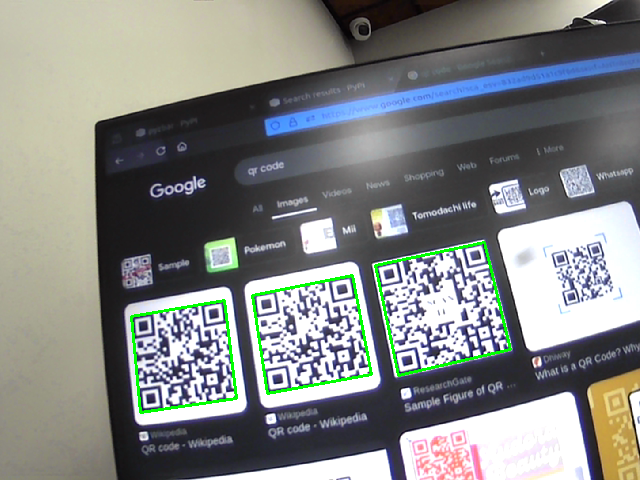 Search results · PyPI
https://www.google.com/search
Google
qr code
All Images Videos News Shopping Web Forums More
Sample
Pokemon
Mii
Tomodachi life
Logo
Whatsapp
Wikipedia
QR code - Wikipedia
Wikipedia
QR code - Wikipedia
ResearchGate
Sample Figure of QR ...
Dhiway
What is a QR Code? Why